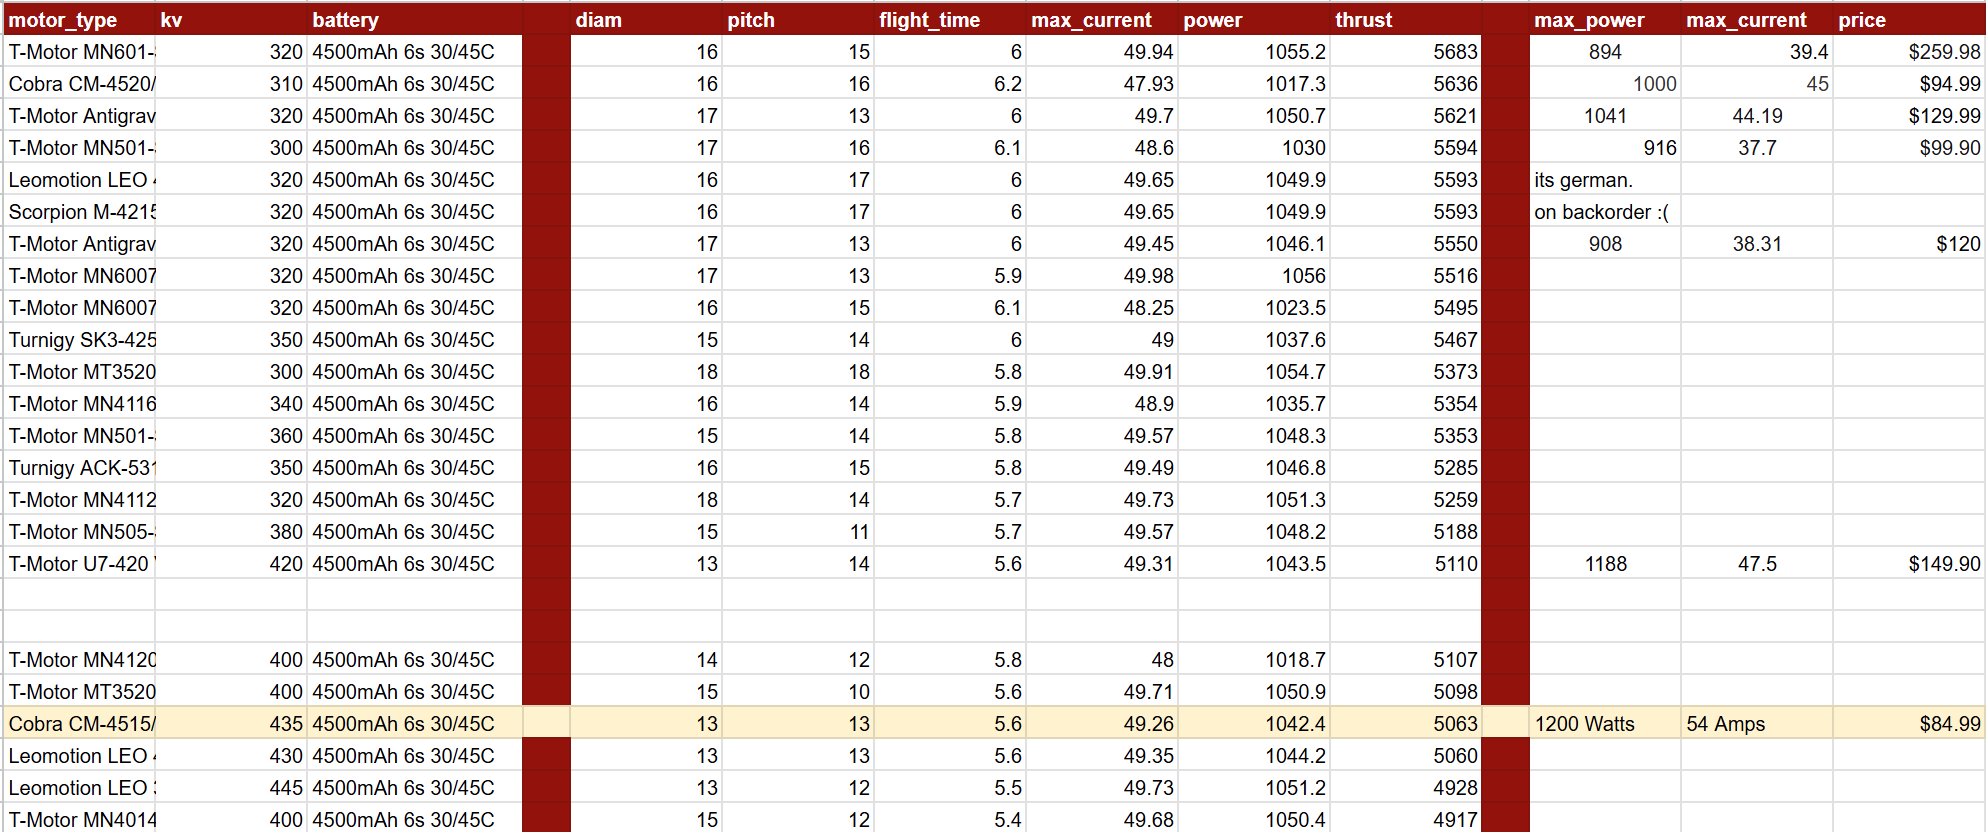 motor_type kv battery diam pitch flight_time max_current power thrust max_power max_current price
T-Motor MN601- 320 4500mAh 6s 30/45C 16 15 6 49.94 1055.2 5683 894 39.4 $259.98
Cobra CM-4520/ 310 4500mAh 6s 30/45C 16 16 6.2 47.93 1017.3 5636 1000 45 $94.99
T-Motor Antigrav 320 4500mAh 6s 30/45C 17 13 6 49.7 1050.7 5621 1041 44.19 $129.99
T-Motor MN501- 300 4500mAh 6s 30/45C 17 16 6.1 48.6 1030 5594 916 37.7 $99.90
Leomotion LEO 320 4500mAh 6s 30/45C 16 17 6 49.65 1049.9 5593 its german.
Scorpion M-4215 320 4500mAh 6s 30/45C 16 17 6 49.65 1049.9 5593 on backorder :(
T-Motor Antigrav 320 4500mAh 6s 30/45C 17 13 6 49.45 1046.1 5550 908 38.31 $120
T-Motor MN6007 320 4500mAh 6s 30/45C 17 13 5.9 49.98 1056 5516
T-Motor MN6007 320 4500mAh 6s 30/45C 16 15 6.1 48.25 1023.5 5495
Turnigy SK3-425 350 4500mAh 6s 30/45C 15 14 6 49 1037.6 5467
T-Motor MT3520 300 4500mAh 6s 30/45C 18 18 5.8 49.91 1054.7 5373
T-Motor MN4116 340 4500mAh 6s 30/45C 16 14 5.9 48.9 1035.7 5354
T-Motor MN501- 360 4500mAh 6s 30/45C 15 14 5.8 49.57 1048.3 5353
Turnigy ACK-531 350 4500mAh 6s 30/45C 16 15 5.8 49.49 1046.8 5285
T-Motor MN4112 320 4500mAh 6s 30/45C 18 14 5.7 49.73 1051.3 5259
T-Motor MN505- 380 4500mAh 6s 30/45C 15 11 5.7 49.57 1048.2 5188
T-Motor U7-420 420 4500mAh 6s 30/45C 13 14 5.6 49.31 1043.5 5110 1188 47.5 $149.90
T-Motor MN4120 400 4500mAh 6s 30/45C 14 12 5.8 48 1018.7 5107
T-Motor MT3520 400 4500mAh 6s 30/45C 15 10 5.6 49.71 1050.9 5098
Cobra CM-4515/ 435 4500mAh 6s 30/45C 13 13 5.6 49.26 1042.4 5063 1200 Watts 54 Amps $84.99
Leomotion LEO 430 4500mAh 6s 30/45C 13 13 5.6 49.35 1044.2 5060
Leomotion LEO 445 4500mAh 6s 30/45C 13 12 5.5 49.73 1051.2 4928
T-Motor MN4014 400 4500mAh 6s 30/45C 15 12 5.4 49.68 1050.4 4917